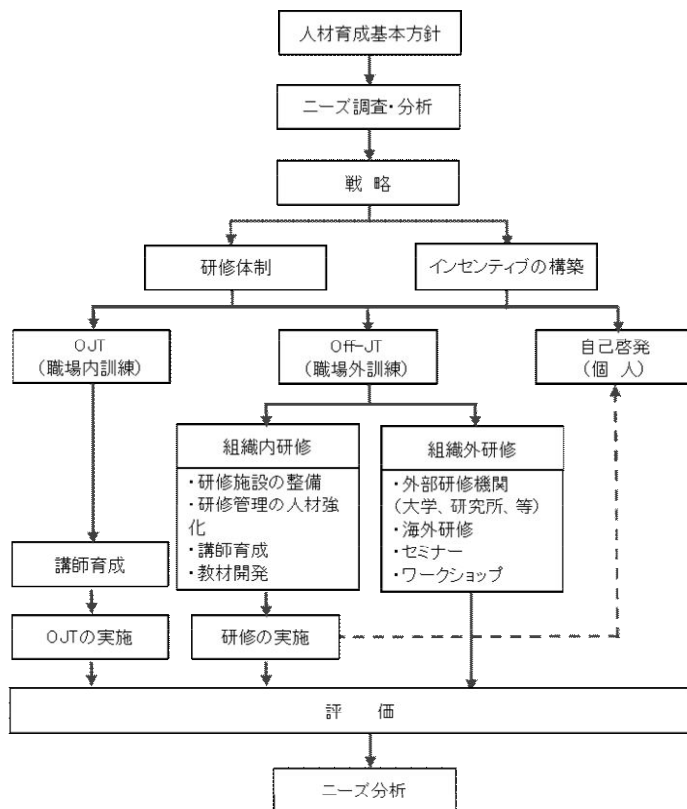 人材育成基本方針
ニーズ調査・分析
戦 略
研修体制
インセンティブの構築
OJT
(職場内訓練)
Off-JT
(職場外訓練)
自己啓発
(個 人)
組織内研修
・研修施設の整備
・研修管理の人材強
化
・講師育成
・教材開発
組織外研修
・外部研修機関
(大学、研究所、等)
・海外研修
・セミナー
・ワークショップ
講師育成
OJTの実施
研修の実施
評 価
ニーズ分析